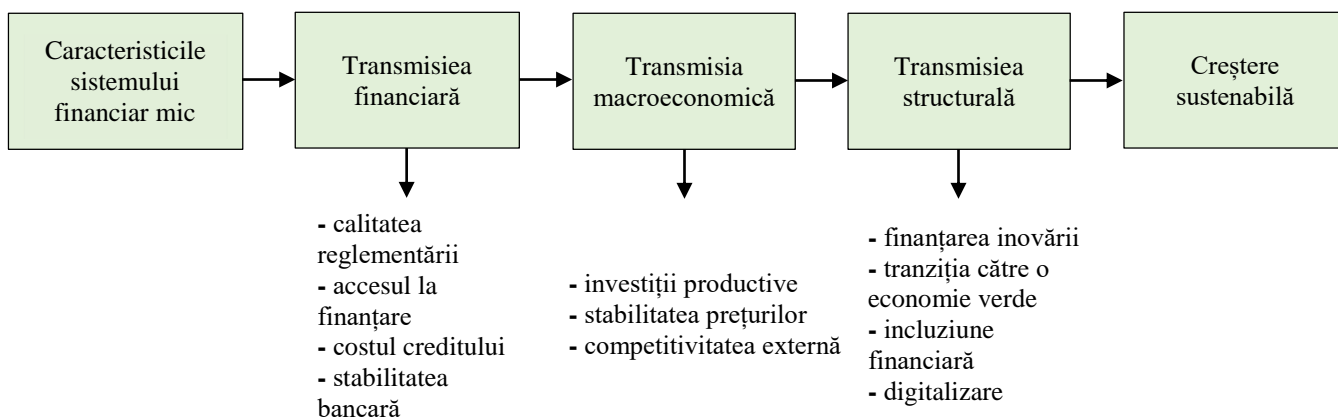 Caracteristicile
sistemului
financiar mic
Transmisiea
financiară
Transmisia
macroeconomică
Transmisiea
structurală
Creștere
sustenabilă
- calitatea
reglementării
- accesul la
finanțare
- costul creditului
- stabilitatea
bancară
- investiții productive
- stabilitatea prețurilor
- competitivitatea externă
- finanțarea inovării
- tranziția către o
economie verde
- incluziune
financiară
- digitalizare